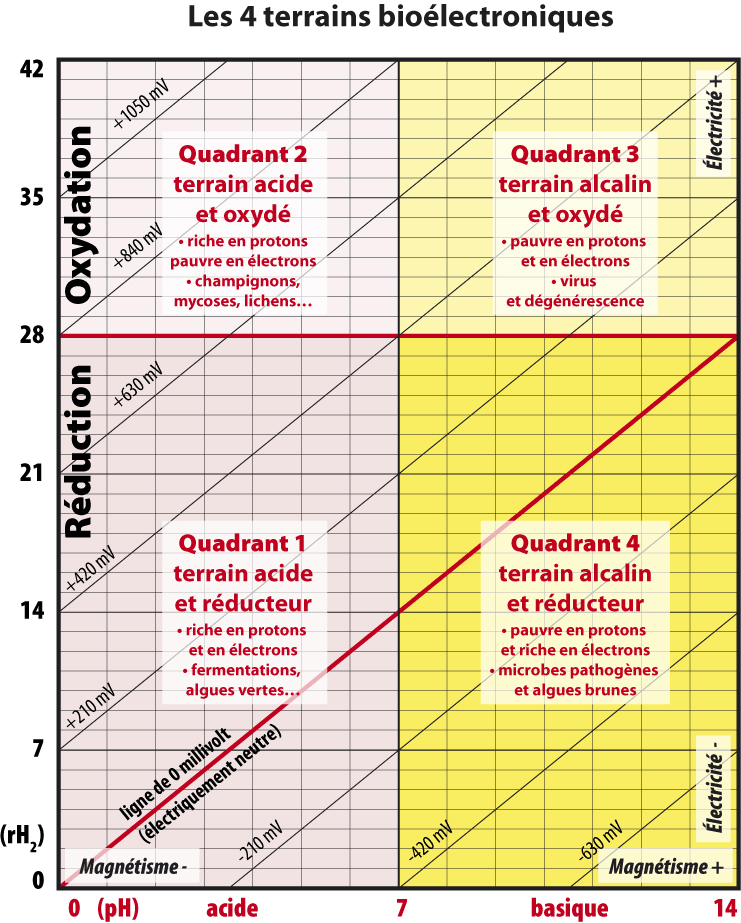 Les 4 terrains bioélectroniques
42
35
28
21
14
7
(rH2)
0
Oxydation
Réduction
+1050 mV
+840 mV
+630 mV
+420 mV
+210 mV
Électricité +
Quadrant 2
terrain acide
et oxydé
• riche en protons
pauvre en électrons
• champignons,
mycoses, lichens…
Quadrant 3
terrain alcalin
et oxydé
• pauvre en protons
et en électrons
• virus
et dégénérescence
Quadrant 1
terrain acide
et réducteur
• riche en protons
et en électrons
• fermentations,
algues vertes…
Quadrant 4
terrain alcalin
et réducteur
• pauvre en protons
et riche en électrons
• microbes pathogènes
et algues brunes
ligne de 0 millivolt
(électriquement neutre)
-210 mV
-420 mV
-630 mV
Électricité -
Magnétisme -
Magnétisme +
0 (pH) acide 7 basique 14